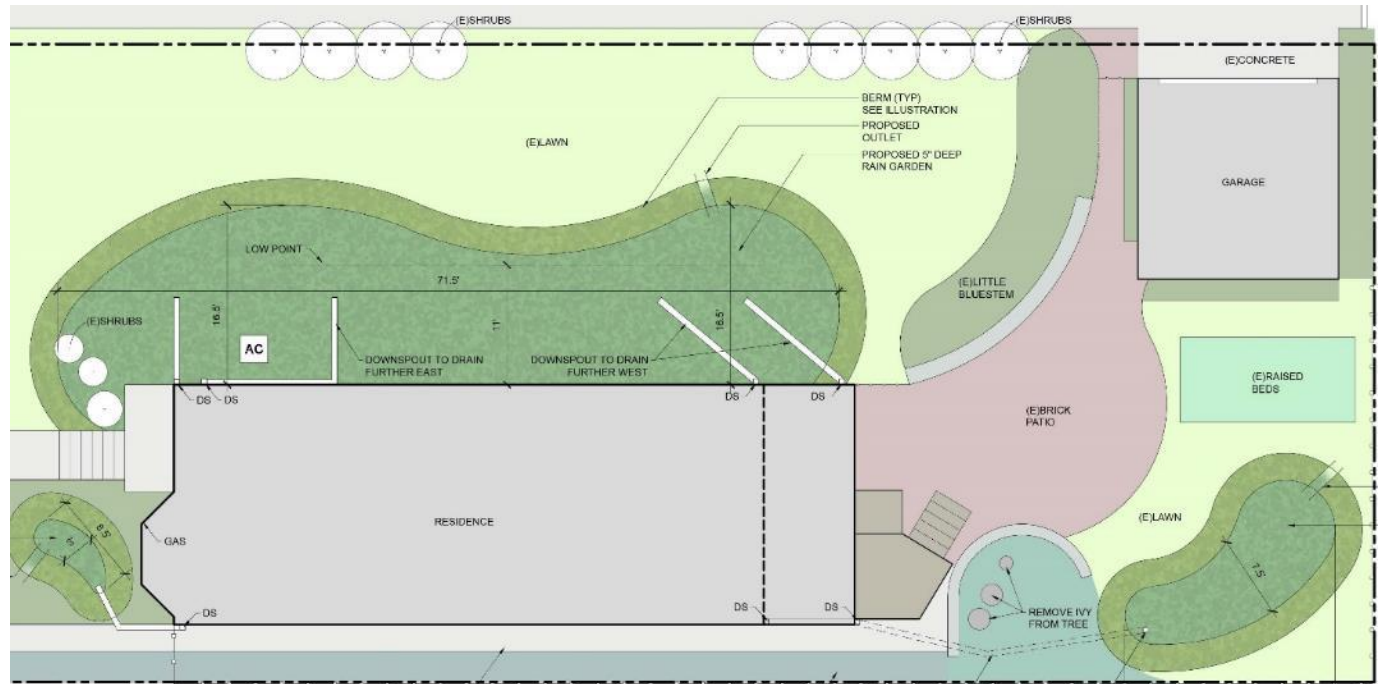 (E)SHRUBS
(E)SHRUBS
(E)CONCRETE
BERM (TYP)
SEE ILLUSTRATION
PROPOSED
OUTLET
(E)LAWN
PROPOSED 5" DEEP
RAIN GARDEN
GARAGE
LOW POINT
71.5'
(E)LITTLE
BLUESTEM
16.5'
11'
16.5'
(E)SHRUBS
AC
DOWNSPOUT TO DRAIN
FURTHER EAST
DOWNSPOUT TO DRAIN
FURTHER WEST
(E)RAISED
BEDS
DS
DS
DS
DS
(E)BRICK
PATIO
RESIDENCE
(E)LAWN
GAS
7.5'
DS
DS
DS
REMOVE IVY
FROM TREE